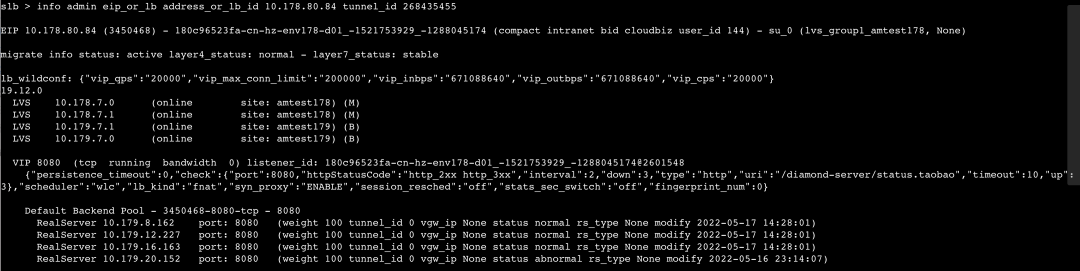 slb > info admin eip_or_lb address_or_lb_id 10.178.80.84 tunnel_id 268435455
EIP 10.178.80.84 (3450468) - 180c96523fa-cn-hz-env178-d01_-1521753929_-1288045174 (compact intranet bid cloudbiz user_id 144) - su_0 (lvs_group1_amtest178, None)
migrate info status: active layer4_status: normal - layer7_status: stable
lb_wildconf: {"vip_qps":"20000","vip_max_conn_limit":"200000","vip_inbps":"671088640","vip_outbps":"671088640","vip_cps":"20000"}
19.12.0
LVS 10.178.7.0 (online site: amtest178) (M)
LVS 10.178.7.1 (online site: amtest178) (M)
LVS 10.179.7.1 (online site: amtest179) (B)
LVS 10.179.7.0 (online site: amtest179) (B)
VIP 8080 (tcp running bandwidth 0) listener_id: 180c96523fa-cn-hz-env178-d01_-1521753929_-1288045174@2601548
{"persistence_timeout":0,"check":{"port":8080,"httpStatusCode":"http_2xx http_3xx","interval":2,"down":3,"type":"http","uri":"/diamond-server/status.taobao","timeout":10,"up":
3},"scheduler":"wlc","lb_kind":"fnat","syn_proxy":"ENABLE","session_resched":"off","stats_sec_switch":"off","fingerprint_num":0}
Default Backend Pool - 3450468-8080-tcp - 8080
RealServer 10.179.8.162 port: 8080 (weight 100 tunnel_id 0 vgw_ip None status normal rs_type None modify 2022-05-17 14:28:01)
RealServer 10.179.12.227 port: 8080 (weight 100 tunnel_id 0 vgw_ip None status normal rs_type None modify 2022-05-17 14:28:01)
RealServer 10.179.16.163 port: 8080 (weight 100 tunnel_id 0 vgw_ip None status normal rs_type None modify 2022-05-17 14:28:01)
RealServer 10.179.20.152 port: 8080 (weight 100 tunnel_id 0 vgw_ip None status abnormal rs_type None modify 2022-05-16 23:14:07)